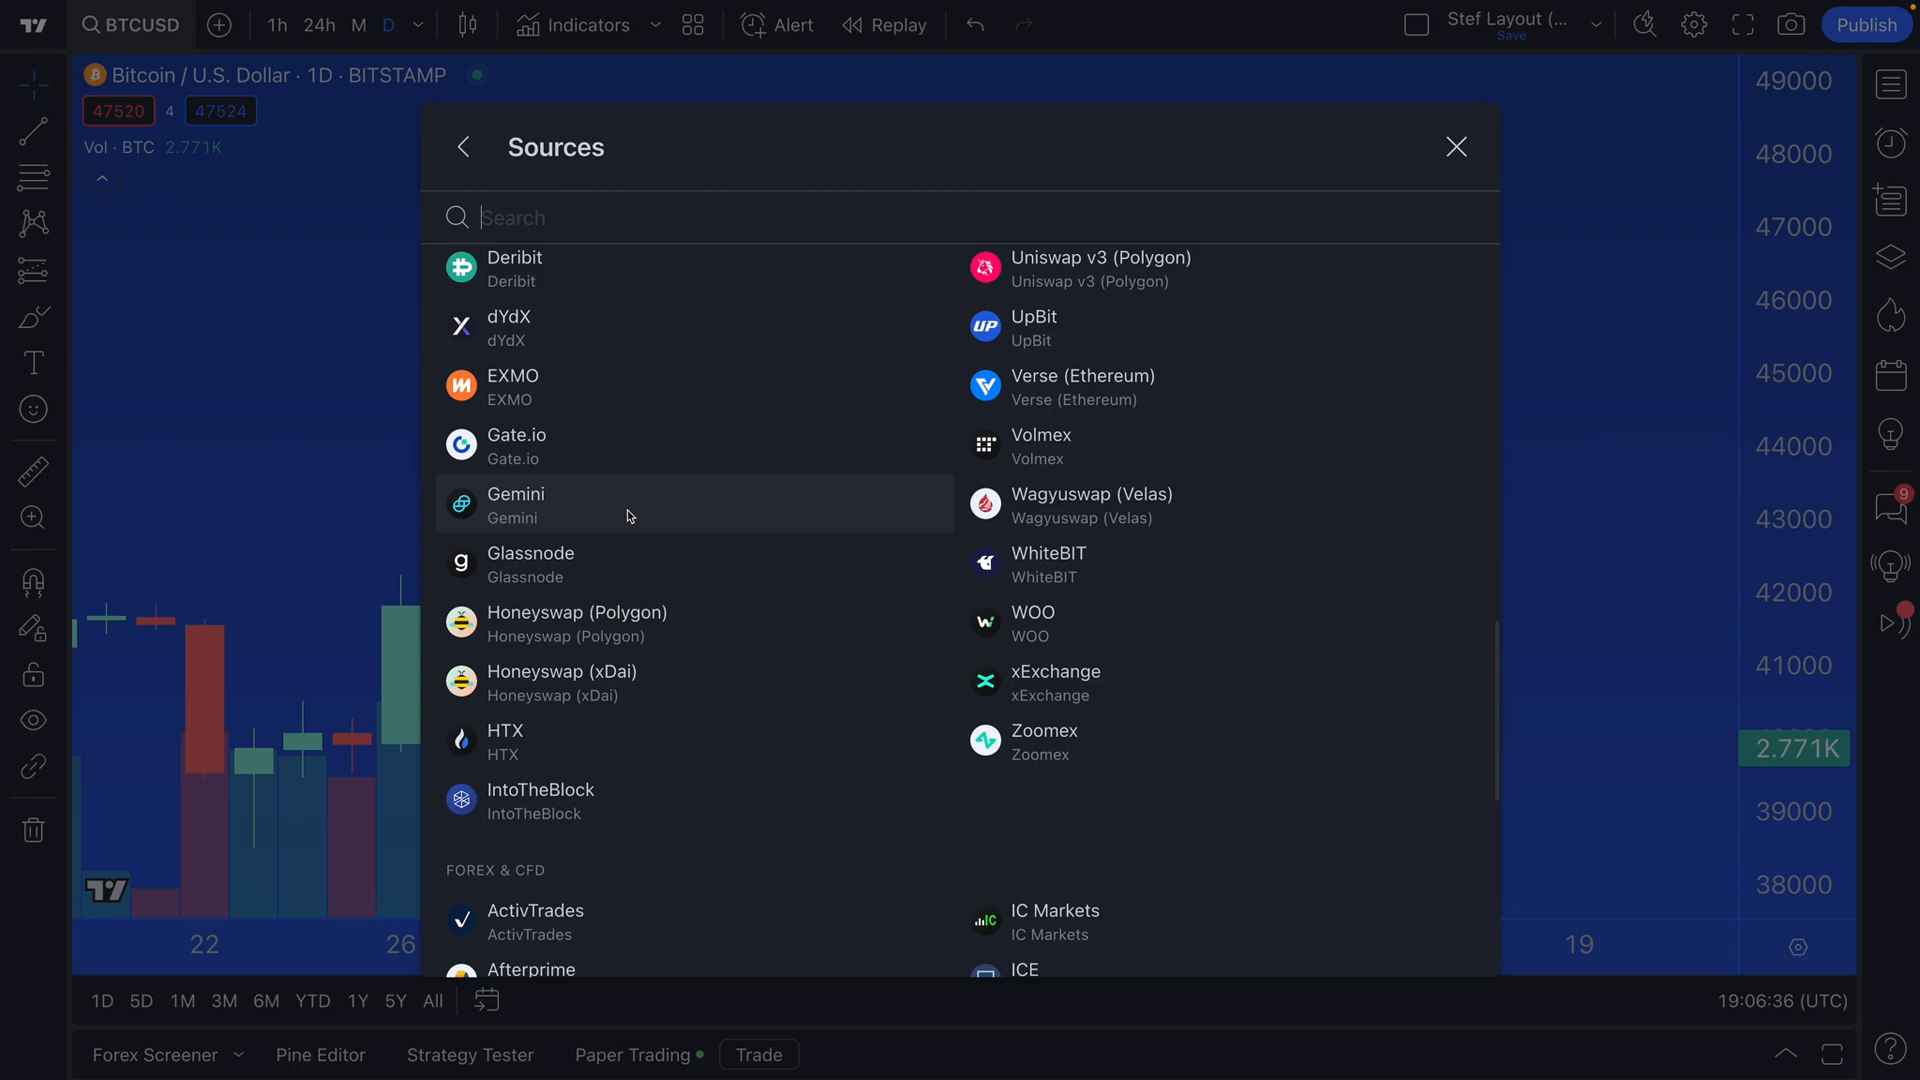 BTCUSD
1h 24h M D
Indicators
Alert
Replay
Stef Layout (...
Save
Publish
Bitcoin / U.S. Dollar · 1D · BITSTAMP
47520 4 47524
Vol · BTC 2.771K
Sources
Search
Deribit
Deribit
dYdX
dYdX
EXMO
EXMO
Gate.io
Gate.io
Gemini
Gemini
Glassnode
Glassnode
Honeyswap (Polygon)
Honeyswap (Polygon)
Honeyswap (xDai)
Honeyswap (xDai)
HTX
HTX
IntoTheBlock
IntoTheBlock
Uniswap v3 (Polygon)
Uniswap v3 (Polygon)
UP
UpBit
UpBit
Verse (Ethereum)
Verse (Ethereum)
Volmex
Volmex
Wagyuswap (Velas)
Wagyuswap (Velas)
WhiteBIT
WhiteBIT
WOO
WOO
xExchange
xExchange
Zoomex
Zoomex
FOREX & CFD
ActivTrades
ActivTrades
Afterprime
IC
IC Markets
IC Markets
ICE
49000
48000
47000
46000
45000
44000
43000
42000
41000
2.771K
39000
38000
9
22 26 19
1D 5D 1M 3M 6M YTD 1Y 5Y All
19:06:36 (UTC)
Forex Screener
Pine Editor
Strategy Tester
Paper Trading
Trade